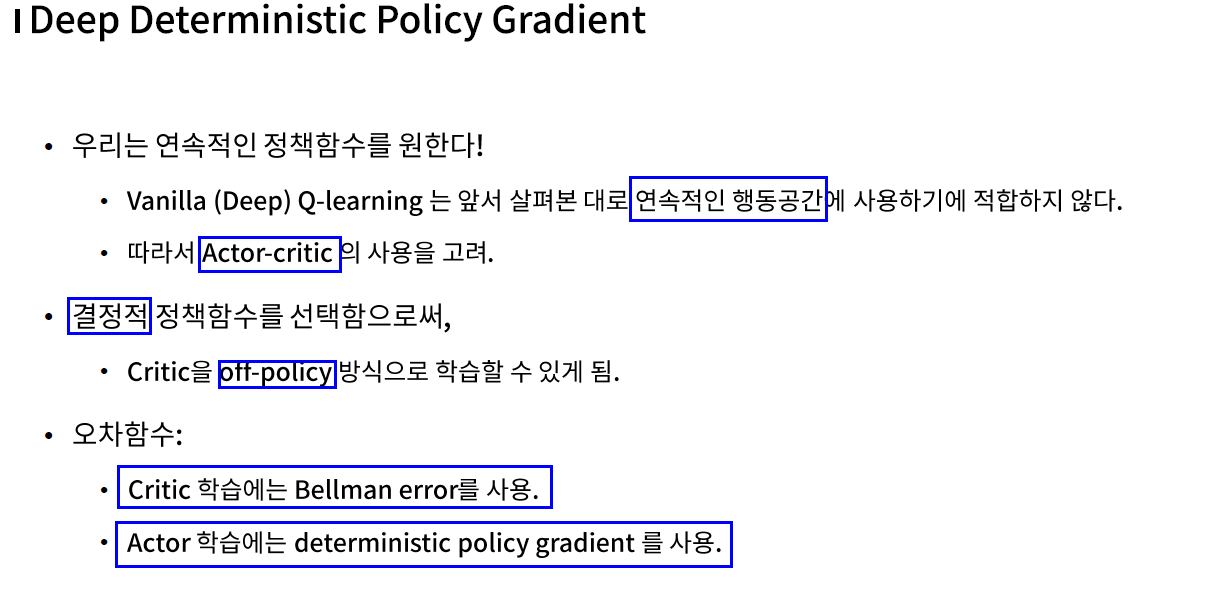 Deep Deterministic Policy Gradient
• 우리는 연속적인 정책함수를 원한다!
• Vanilla (Deep) Q-learning 는 앞서 살펴본 대로 연속적인 행동공간에 사용하기에 적합하지 않다.
• 따라서 Actor-critic 의 사용을 고려.
• 결정적 정책함수를 선택함으로써,
• Critic을 off-policy 방식으로 학습할 수 있게 됨.
• 오차함수:
• Critic 학습에는 Bellman error를 사용.
• Actor 학습에는 deterministic policy gradient 를 사용.